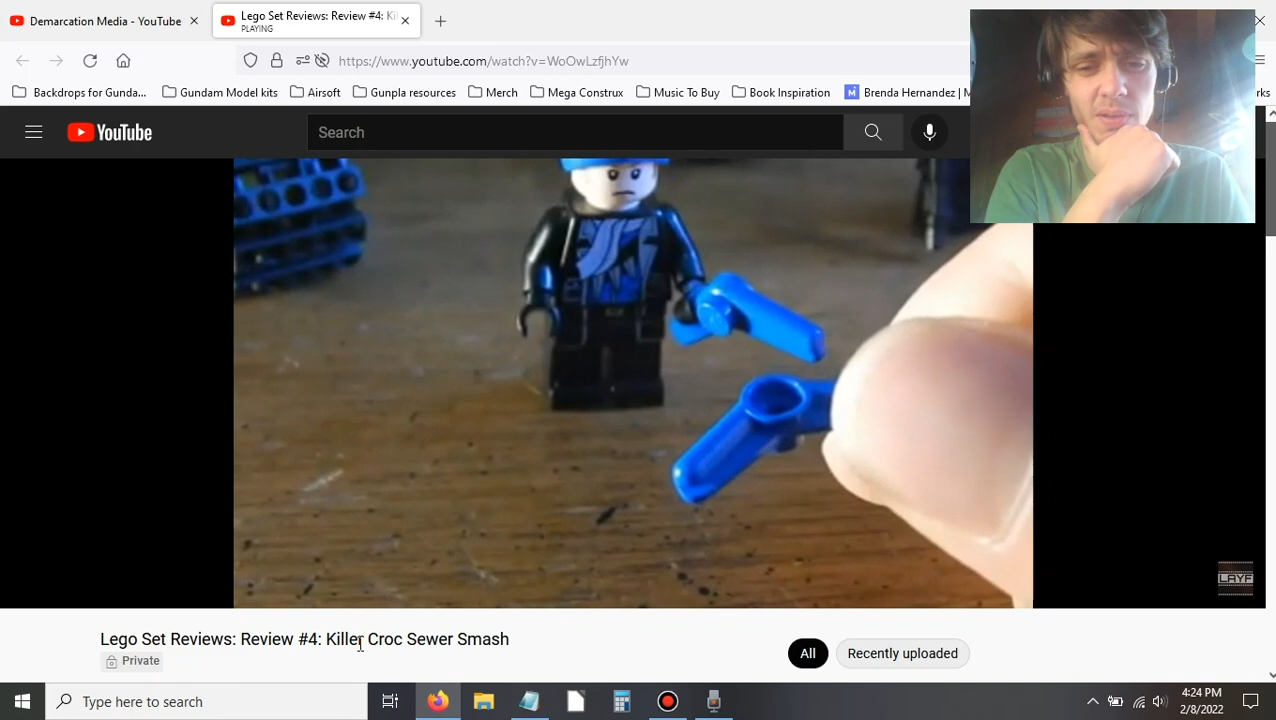 Demarcation Media - YouTube
Lego Set Reviews: Review #4: Kil
PLAYING
https://www.youtube.com/watch?v=WoOwLzfjhYw
Backdrops for Gunda...
Gundam Model kits
Airsoft
Gunpla resources
Merch
Mega Construx
Music To Buy
Book Inspiration
M
Brenda Hernandez | M
rks
YouTube
Search
LAYF
Lego Set Reviews: Review #4: Killer Croc Sewer Smash
Private
All
Recently uploaded
Type here to search
4:24 PM
2/8/2022